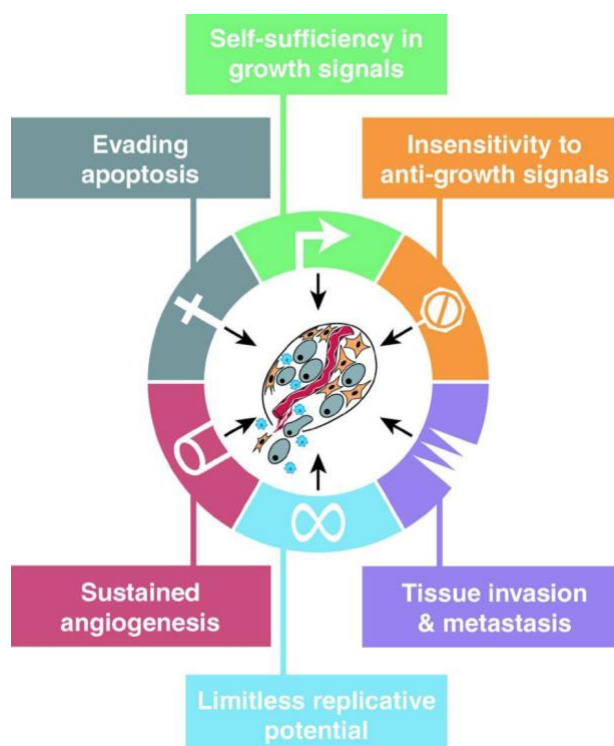 Self-sufficiency in
growth signals
Evading
apoptosis
Insensitivity to
anti-growth signals
Sustained
angiogenesis
Tissue invasion
& metastasis
Limitless replicative
potential